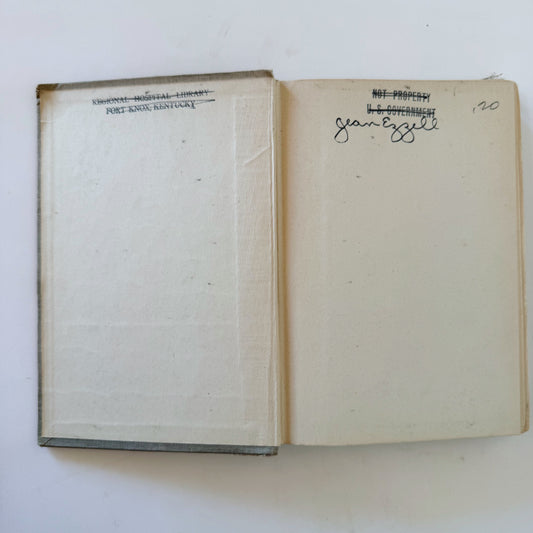 REGIONAL HOSPITAL LIBRARY
FORT KNOX, KENTUCKY
NOT PROPERTY
U. S. GOVERNMENT
.20
Jean Ezzell